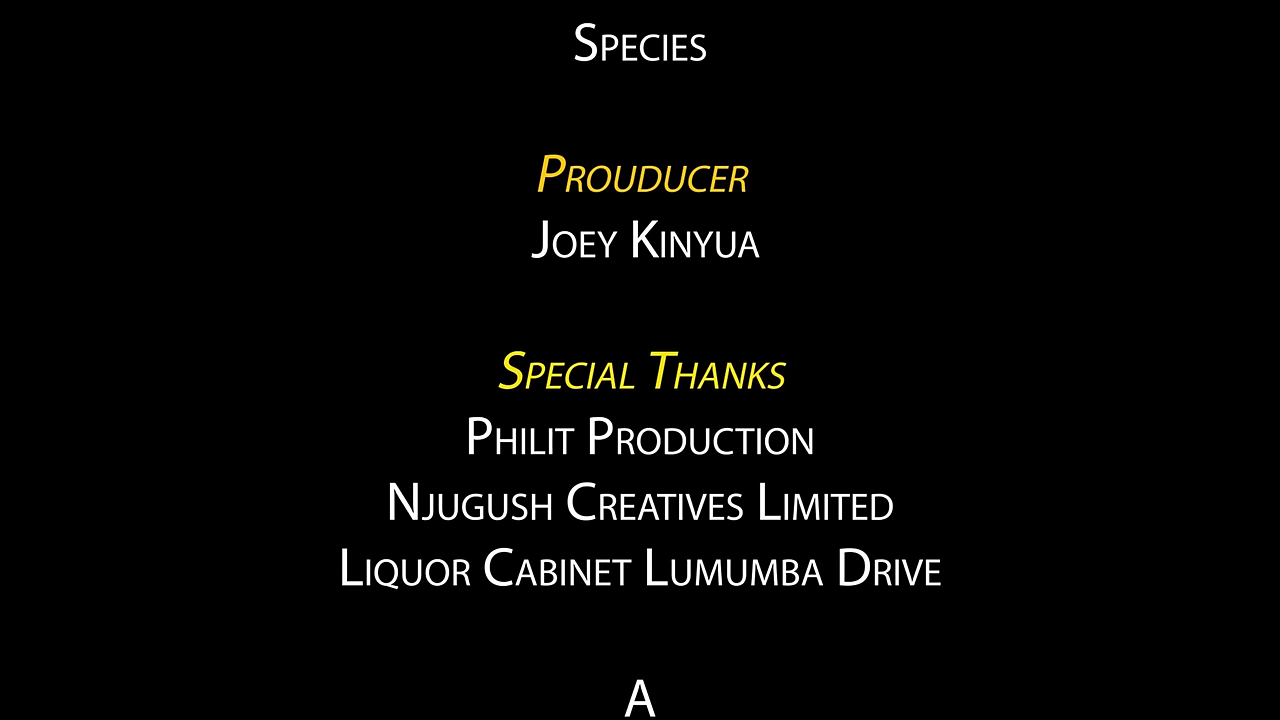 Species
Prouducer
Joey Kinyua
Special Thanks
Philit Production
Njugush Creatives Limited
Liquor Cabinet Lumumba Drive
A